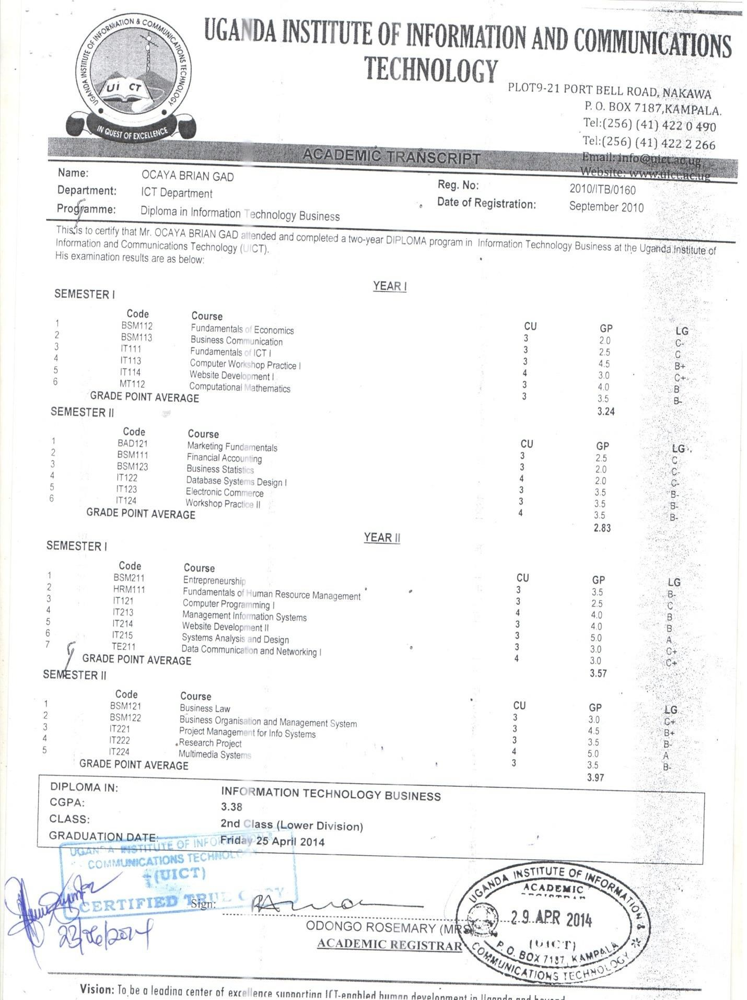 UGANDA INSTITUTE OF INFORMATION & COMMUNICATIONS TECHNOLOGY
Ui CT
IN QUEST OF EXCELLENCE
UGANDA INSTITUTE OF INFORMATION AND COMMUNICATIONS
TECHNOLOGY
PLOT9-21 PORT BELL ROAD, NAKAWA
P. O. BOX 7187,KAMPALA.
Tel:(256) (41) 422 0 490
Tel:(256) (41) 422 2 266
Email: info@uict.ac.ug,
Website: www.uict.ac.ug
ACADEMIC TRANSCRIPT
Name: OCAYA BRIAN GAD Reg. No: 2010/ITB/0160
Department: ICT Department Date of Registration: September 2010
Programme: Diploma in Information Technology Business
This is to certify that Mr. OCAYA BRIAN GAD attended and completed a two-year DIPLOMA program in Information Technology Business at the Uganda Institute of
Information and Communications Technology (UICT).
His examination results are as below:
YEAR I
SEMESTER I
Code Course CU GP LG
1 BSM112 Fundamentals of Economics 3 2.0 C-
2 BSM113 Business Communication 3 2.5 C
3 IT111 Fundamentals of ICT I 3 4.5 B+
4 IT113 Computer Workshop Practice I 4 3.0 C+
5 IT114 Website Development I 3 4.0 B
6 MT112 Computational Mathematics 3 3.5 B-
GRADE POINT AVERAGE 3.24
SEMESTER II
Code Course CU GP LG
1 BAD121 Marketing Fundamentals 3 2.5 C
2 BSM111 Financial Accounting 3 2.0 C-
3 BSM123 Business Statistics 4 2.0 C-
4 IT122 Database Systems Design I 3 3.5 B-
5 IT123 Electronic Commerce 3 3.5 B-
6 IT124 Workshop Practice II 4 3.5 B-
GRADE POINT AVERAGE 2.83
YEAR II
SEMESTER I
Code Course CU GP LG
1 BSM211 Entrepreneurship 3 3.5 B-
2 HRM111 Fundamentals of Human Resource Management 3 2.5 C
3 IT121 Computer Programming I 4 4.0 B
4 IT213 Management Information Systems 3 4.0 B
5 IT214 Website Development II 3 5.0 A
6 IT215 Systems Analysis and Design 3 3.0 C+
7 TE211 Data Communication and Networking I 4 3.0 C+
GRADE POINT AVERAGE 3.57
SEMESTER II
Code Course CU GP LG
1 BSM121 Business Law 3 3.0 C+
2 BSM122 Business Organisation and Management System 3 4.5 B+
3 IT221 Project Management for Info Systems 3 3.5 B-
4 IT222 Research Project 4 5.0 A
5 IT224 Multimedia Systems 3 3.5 B-
GRADE POINT AVERAGE 3.97
DIPLOMA IN: INFORMATION TECHNOLOGY BUSINESS
CGPA: 3.38
CLASS: 2nd Class (Lower Division)
GRADUATION DATE: Friday 25 April 2014
UGANDA INSTITUTE OF INFORMATION &
COMMUNICATIONS TECHNOLOGY
(UICT)
CERTIFIED TRUE COPY
Sign:
ODONGO ROSEMARY (MRS)
ACADEMIC REGISTRAR
UGANDA INSTITUTE OF INFORMATION &
COMMUNICATIONS TECHNOLOGY
ACADEMIC
REGISTRAR
29 APR 2014
(UICT)
P. O. BOX 7187, KAMPALA
Vision: To be a leading center of excellence supporting ICT-enabled human development in Uganda and beyond